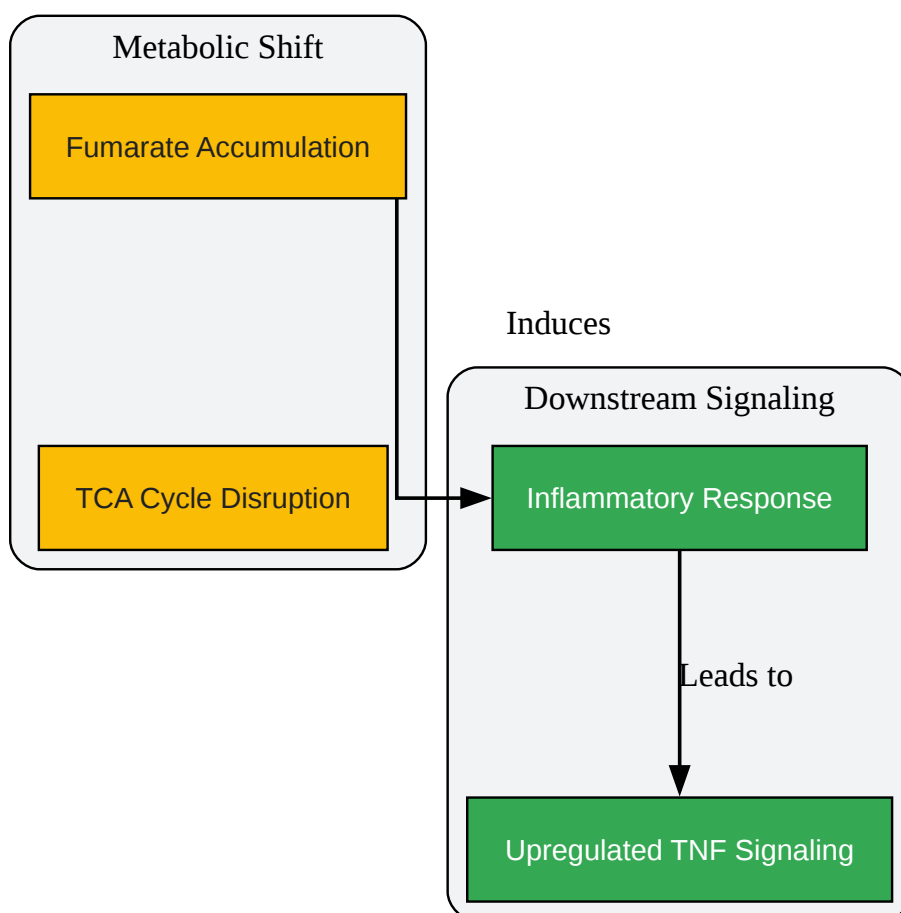 Metabolic Shift
Fumarate Accumulation
Induces
Downstream Signaling
TCA Cycle Disruption
Inflammatory Response
Leads to
Upregulated TNF Signaling